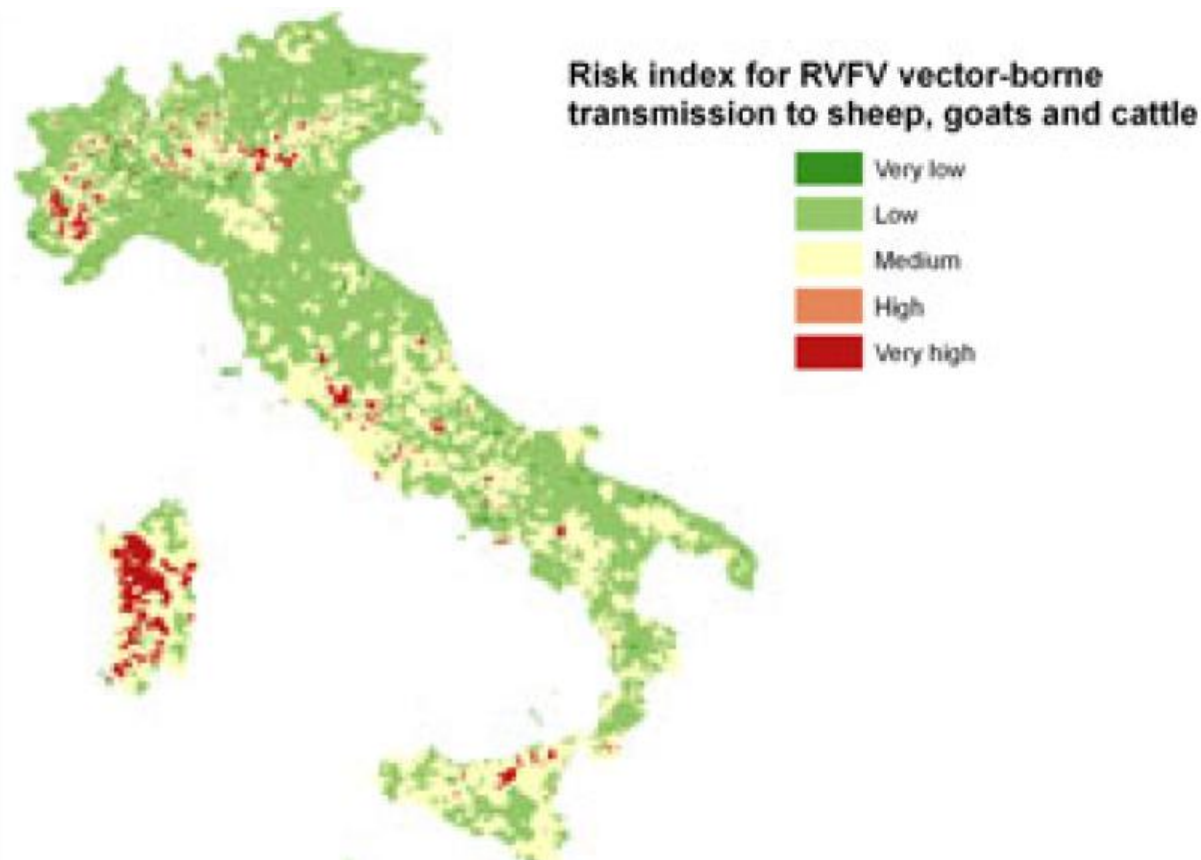 Risk index for RVFV vector-borne
transmission to sheep, goats and cattle
Very low
Low
Medium
High
Very high